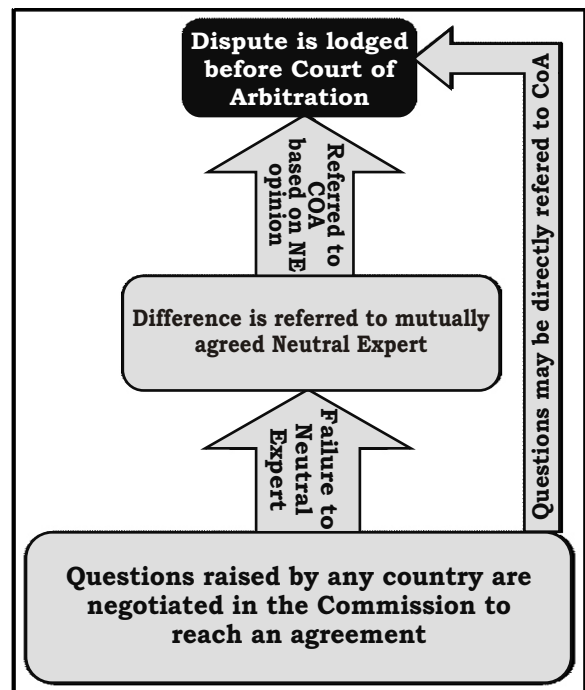 Dispute is lodged
before Court of
Arbitration
Referred to
COA
based on NE
opinion
Questions may be directly refered to CoA
Difference is referred to mutually
agreed Neutral Expert
Failure to
Neutral
Expert
Questions raised by any country are
negotiated in the Commission to
reach an agreement